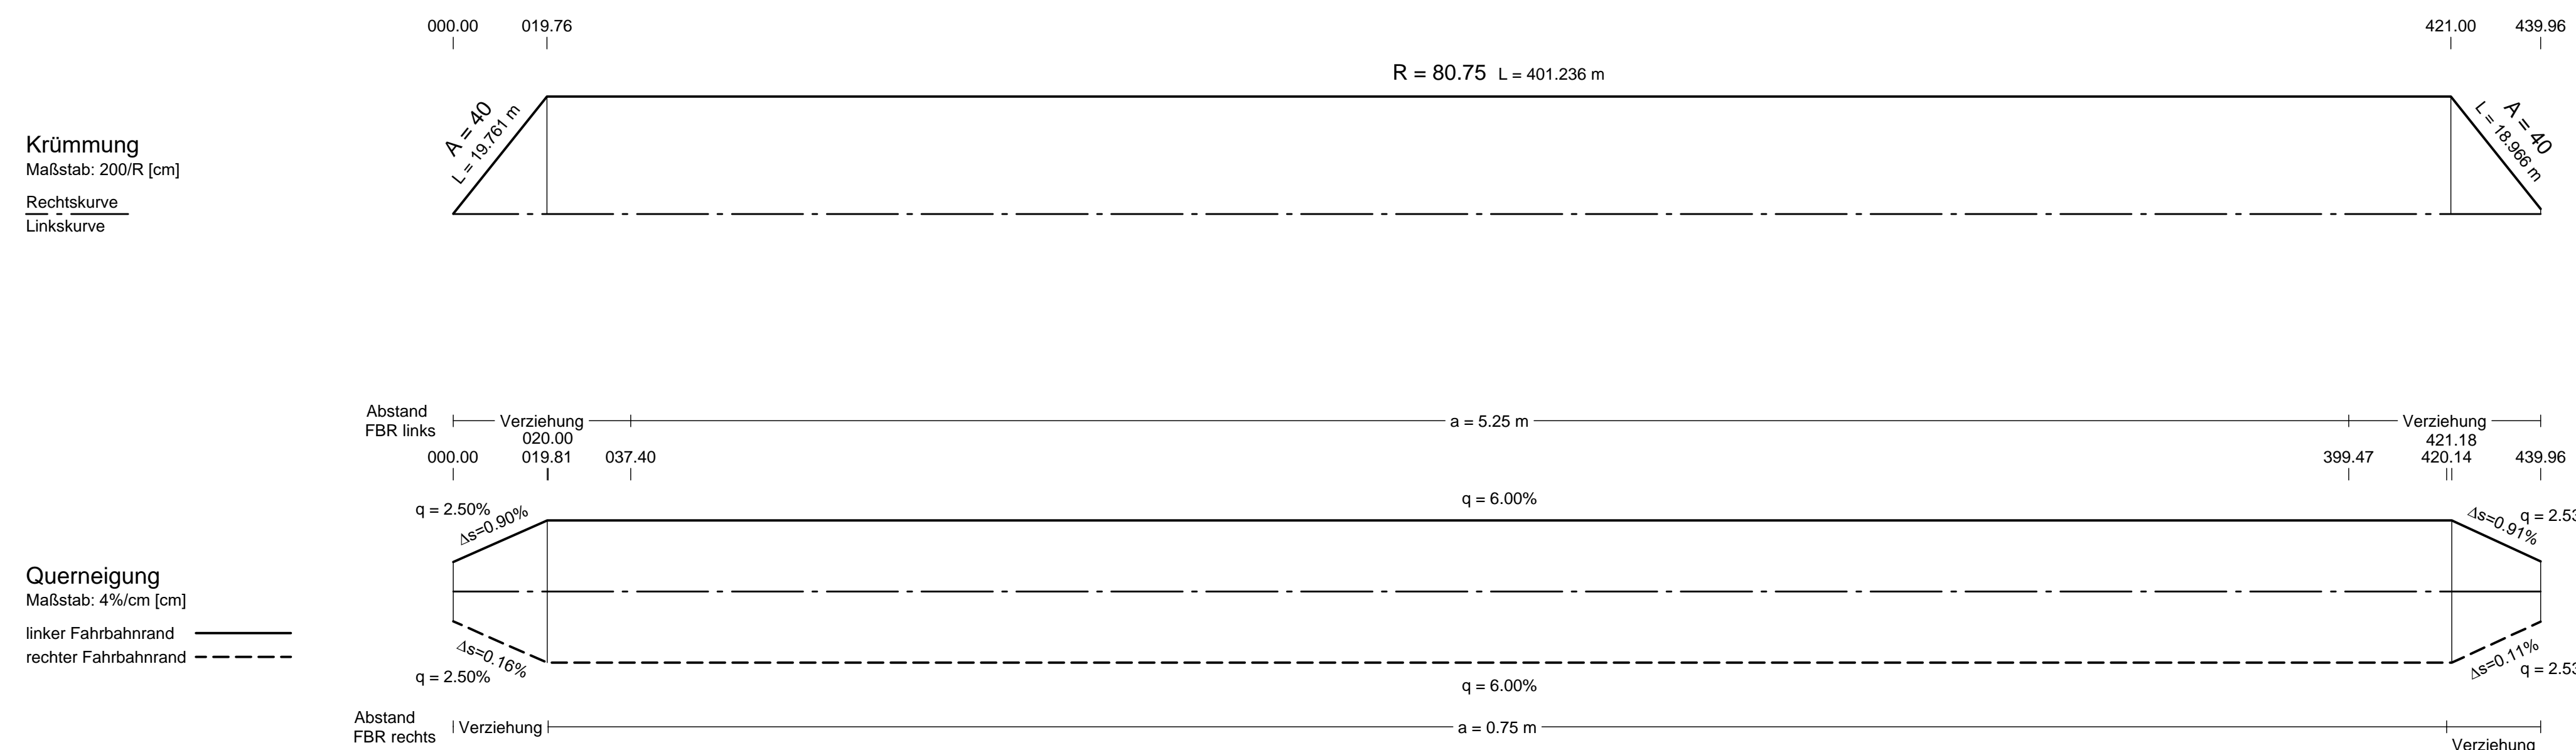 000.00 019.76 421.00 439.96
R = 80.75 L = 401.236 m
A = 40
L = 19.761 m
A = 40
L = 18.966 m
Krümmung
Maßstab: 200/R [cm]
Rechtskurve
Linkskurve
Abstand
FBR links
Verziehung a = 5.25 m Verziehung
020.00 421.18
000.00 019.81 037.40 399.47 420.14 439.96
q = 2.50%
Δs=0.90%
q = 6.00%
Δs=0.91%
q = 2.53
Querneigung
Maßstab: 4%/cm [cm]
linker Fahrbahnrand
rechter Fahrbahnrand
Δs=0.16%
q = 2.50%
q = 6.00%
Δs=0.11%
q = 2.53
Abstand
FBR rechts
Verziehung a = 0.75 m
Verziehung